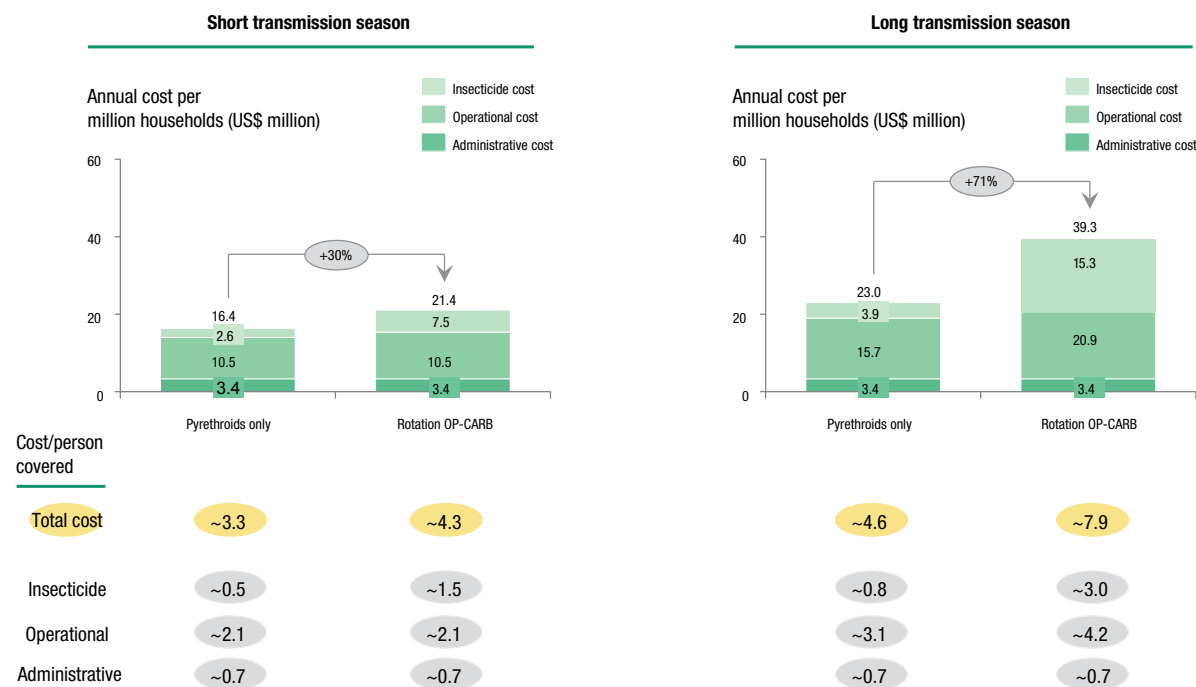 Short transmission season
Annual cost per
million households (US$ million)
Insecticide cost
Operational cost
Administrative cost
60
40
20
0
+30%
16.4
2.6
10.5
3.4
21.4
7.5
10.5
3.4
Pyrethroids only
Rotation OP-CARB
Long transmission season
Annual cost per
million households (US$ million)
Insecticide cost
Operational cost
Administrative cost
60
40
20
0
+71%
23.0
3.9
15.7
3.4
39.3
15.3
20.9
3.4
Pyrethroids only
Rotation OP-CARB
Cost/person
covered
Total cost ~3.3 ~4.3 ~4.6 ~7.9
Insecticide ~0.5 ~1.5 ~0.8 ~3.0
Operational ~2.1 ~2.1 ~3.1 ~4.2
Administrative ~0.7 ~0.7 ~0.7 ~0.7